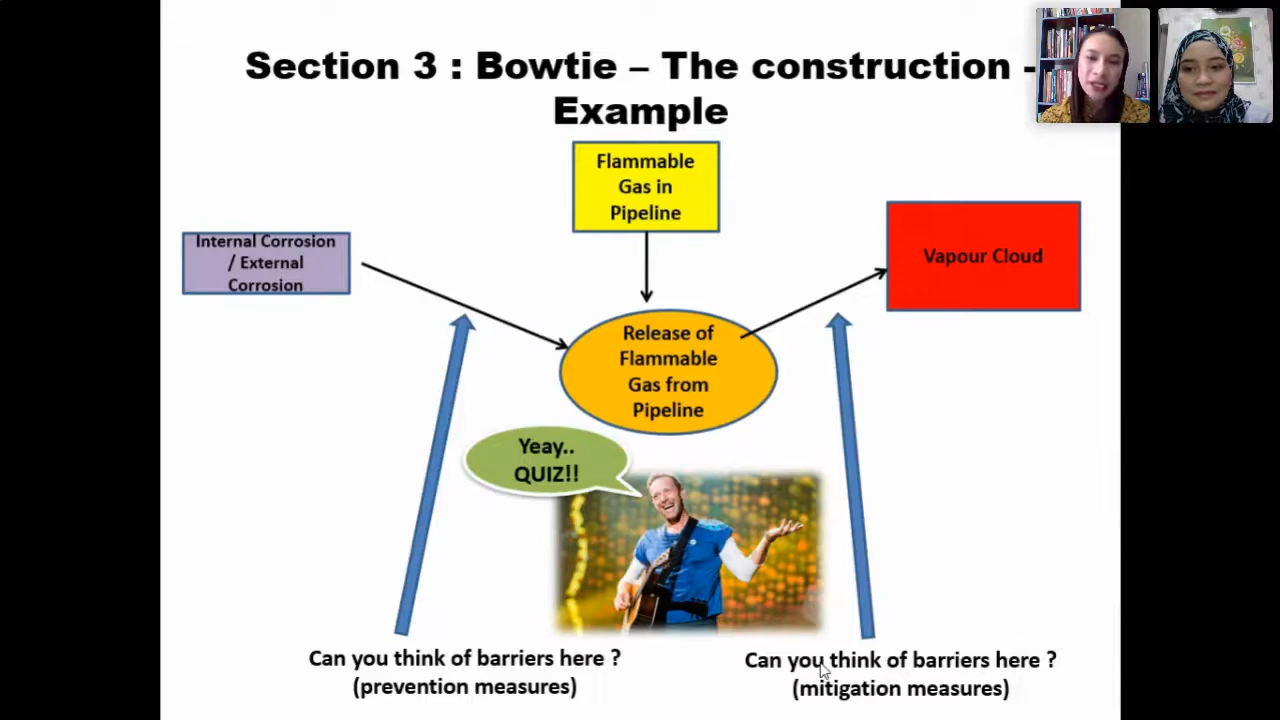 Section 3 : Bowtie – The construction -
Example
Flammable
Gas in
Pipeline
Internal Corrosion
/ External
Corrosion
Vapour Cloud
Release of
Flammable
Gas from
Pipeline
Yeay..
QUIZ!!
Can you think of barriers here ?
(prevention measures)
Can you think of barriers here ?
(mitigation measures)